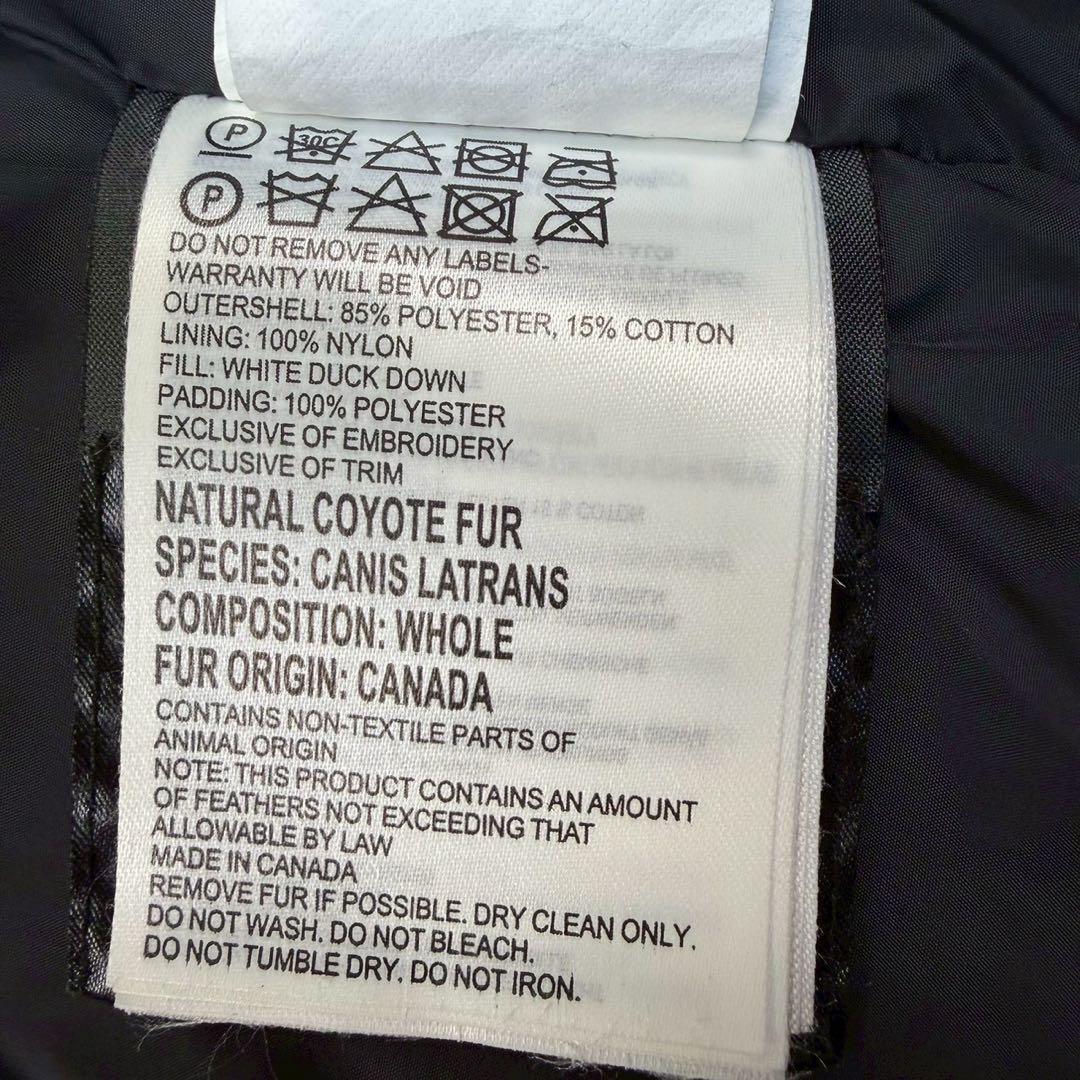 P 30C
P
DO NOT REMOVE ANY LABELS-
WARRANTY WILL BE VOID
OUTERSHELL: 85% POLYESTER, 15% COTTON
LINING: 100% NYLON
FILL: WHITE DUCK DOWN
PADDING: 100% POLYESTER
EXCLUSIVE OF EMBROIDERY
EXCLUSIVE OF TRIM
NATURAL COYOTE FUR
SPECIES: CANIS LATRANS
COMPOSITION: WHOLE
FUR ORIGIN: CANADA
CONTAINS NON-TEXTILE PARTS OF
ANIMAL ORIGIN
NOTE: THIS PRODUCT CONTAINS AN AMOUNT
OF FEATHERS NOT EXCEEDING THAT
ALLOWABLE BY LAW
MADE IN CANADA
REMOVE FUR IF POSSIBLE. DRY CLEAN ONLY.
DO NOT WASH. DO NOT BLEACH.
DO NOT TUMBLE DRY. DO NOT IRON.